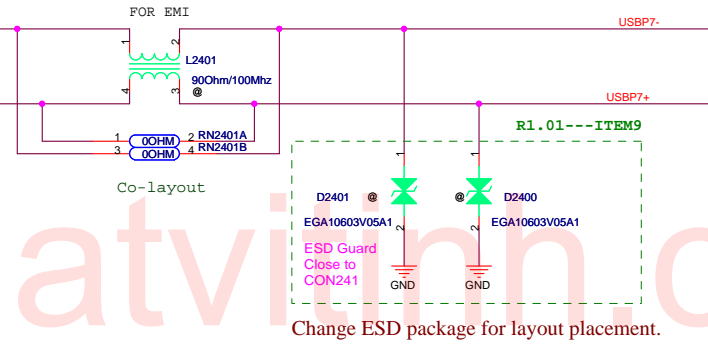 FOR EMI
USBP7-
1
2
L2401
90Ohm/100Mhz
@
4
3
USBP7+
R1.01---ITEM9
1 0OHM 2 RN2401A
3 0OHM 4 RN2401B
Co-layout
1
1
D2401 @
@ D2400
EGA10603V05A1
EGA10603V05A1
2
2
ESD Guard
Close to
CON241
GND
GND
atvitinh.c
Change ESD package for layout placement.